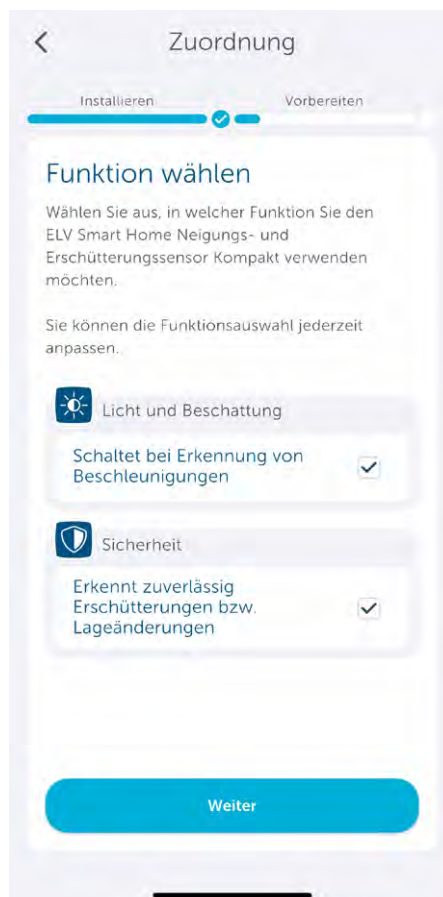 Zuordnung
Installieren
Vorbereiten
Funktion wählen
Wählen Sie aus, in welcher Funktion Sie den
ELV Smart Home Neigungs- und
Erschütterungssensor Kompakt verwenden
möchten.
Sie können die Funktionsauswahl jederzeit
anpassen.
Licht und Beschattung
Schaltet bei Erkennung von
Beschleunigungen
Sicherheit
Erkennt zuverlässig
Erschütterungen bzw.
Lageänderungen
Weiter